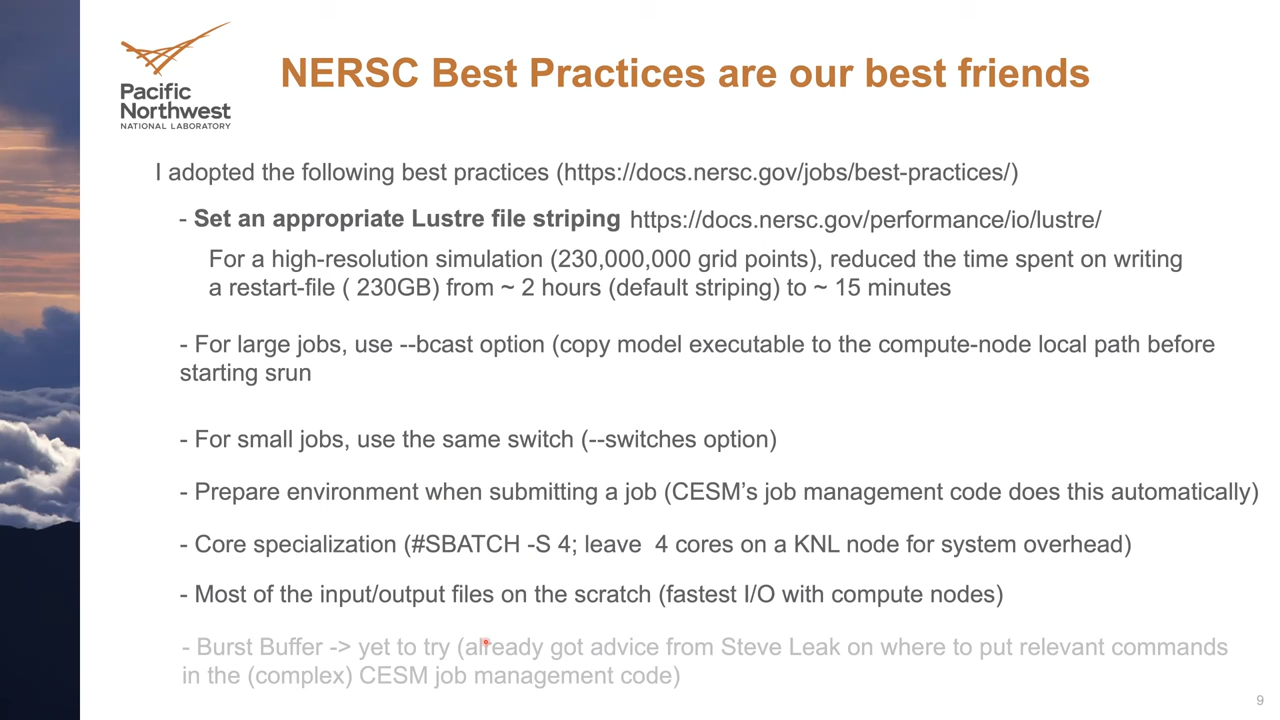 Pacific
Northwest
NATIONAL LABORATORY
NERSC Best Practices are our best friends
I adopted the following best practices (https://docs.nersc.gov/jobs/best-practices/)
- Set an appropriate Lustre file striping https://docs.nersc.gov/performance/io/lustre/
For a high-resolution simulation (230,000,000 grid points), reduced the time spent on writing
a restart-file ( 230GB) from ~ 2 hours (default striping) to ~ 15 minutes
- For large jobs, use --bcast option (copy model executable to the compute-node local path before
starting srun
- For small jobs, use the same switch (--switches option)
- Prepare environment when submitting a job (CESM’s job management code does this automatically)
- Core specialization (#SBATCH -S 4; leave  4 cores on a KNL node for system overhead)
- Most of the input/output files on the scratch (fastest I/O with compute nodes)
- Burst Buffer -> yet to try (already got advice from Steve Leak on where to put relevant commands
in the (complex) CESM job management code)
9